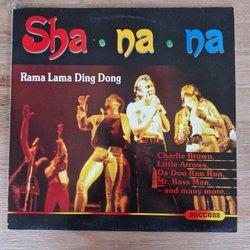 Sha · na · na
Rama Lama Ding Dong
Charlie Brown,
Little Arrows,
Da Doo Run Run,
Mr. Bass Man,
- and many more...
success